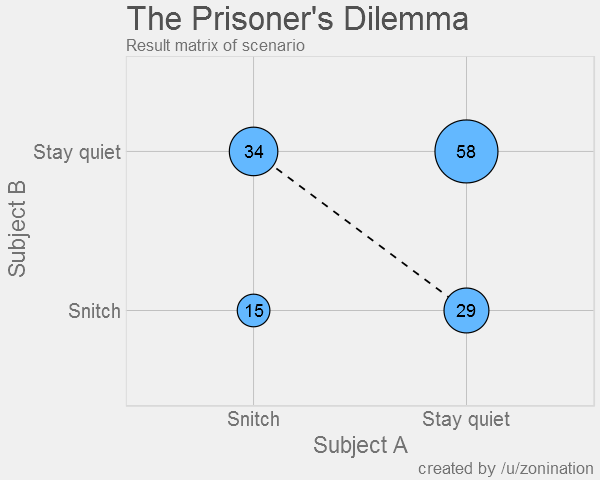 The Prisoner's Dilemma
Result matrix of scenario
Stay quiet
34
58
Subject B
Snitch
15
29
Snitch
Stay quiet
Subject A
created by /u/zonination